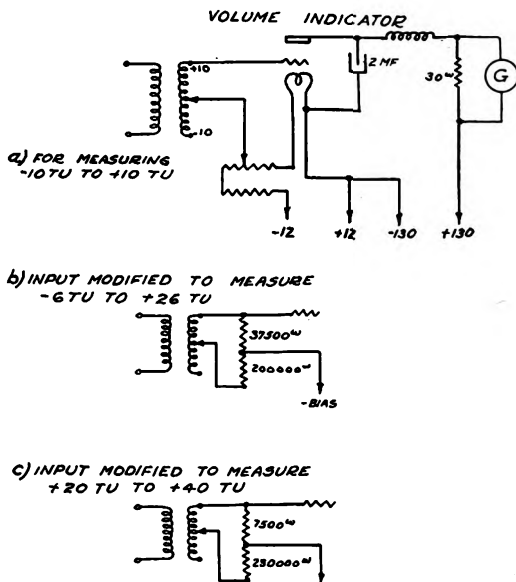 VOLUME INDICATOR
+10
-10
2 MF
30ω
G
a) FOR MEASURING
-10 TU TO +10 TU
-12
+12
-130
+130
b) INPUT MODIFIED TO MEASURE
-6 TU TO +26 TU
37500ω
200000ω
-BIAS
c) INPUT MODIFIED TO MEASURE
+20 TU TO +40 TU
7500ω
230000ω